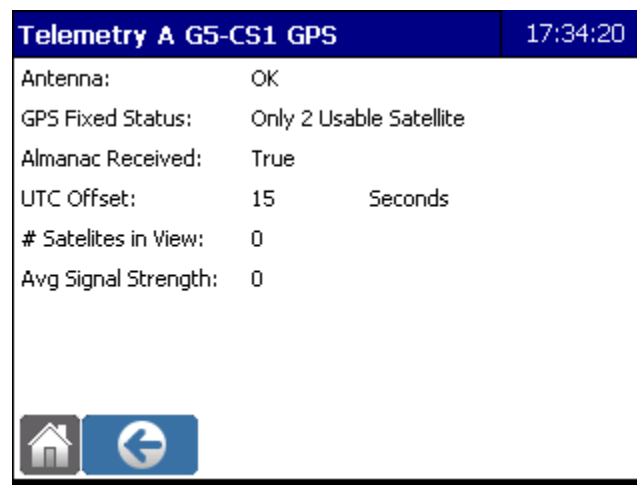 Telemetry A G5-CS1 GPS 17:34:20
Antenna: OK
GPS Fixed Status: Only 2 Usable Satellite
Almanac Received: True
UTC Offset: 15 Seconds
# Satelites in View: 0
Avg Signal Strength: 0